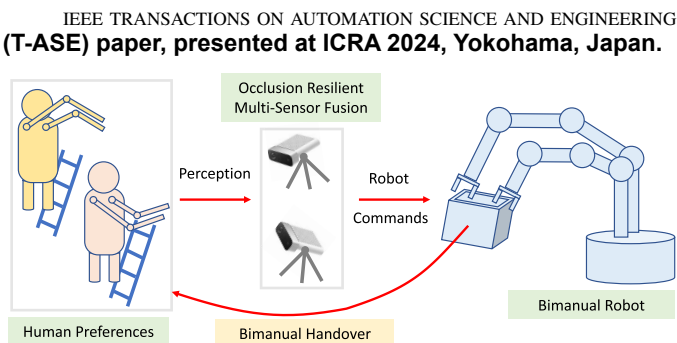 IEEE TRANSACTIONS ON AUTOMATION SCIENCE AND ENGINEERING
(T-ASE) paper, presented at ICRA 2024, Yokohama, Japan.
Occlusion Resilient
Multi-Sensor Fusion
Perception
Robot
Commands
Human Preferences
Bimanual Handover
Bimanual Robot